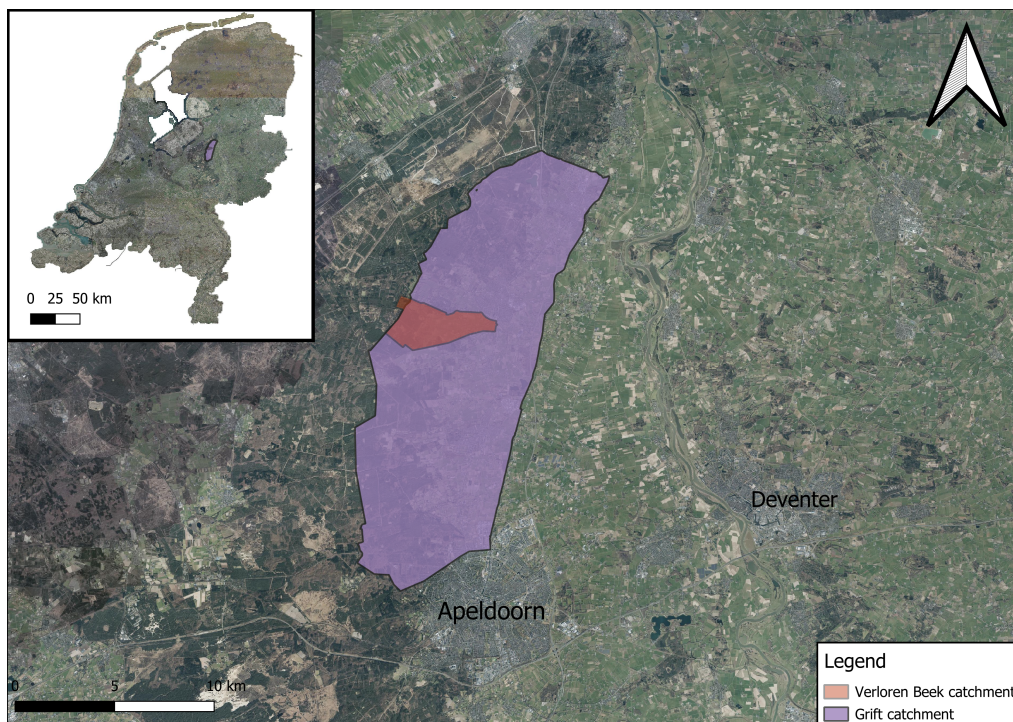 0 25 50 km
Deventer
Apeldoorn
0 5 10 km
Legend
Verloren Beek catchment
Grift catchment